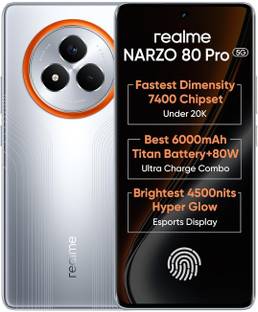 realme
NARZO 80 Pro 5G
Fastest Dimensity
7400 Chipset
Under 20K
Best 6000mAh
Titan Battery+80W
Ultra Charge Combo
Brightest 4500nits
Hyper Glow
Esports Display
realme